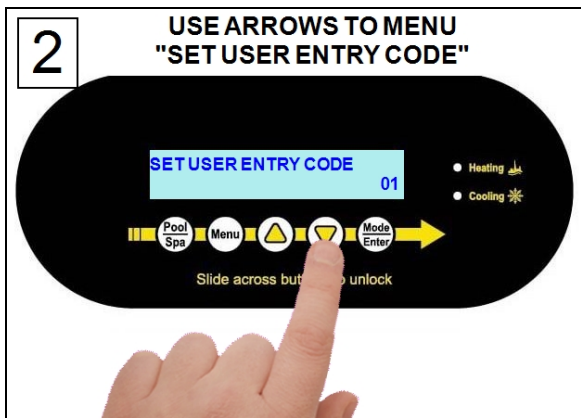 2
USE ARROWS TO MENU
"SET USER ENTRY CODE"
SET USER ENTRY CODE
01
Heating
Cooling
Pool
Spa
Menu
Mode
Enter
Slide across but o unlock